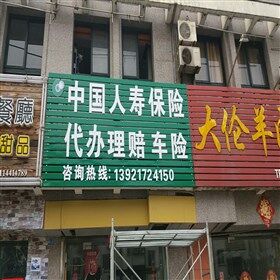 餐廳
甜品
14414789
中国人寿保险
代办理赔 车险
咨询热线: 13921724150
大伦羊